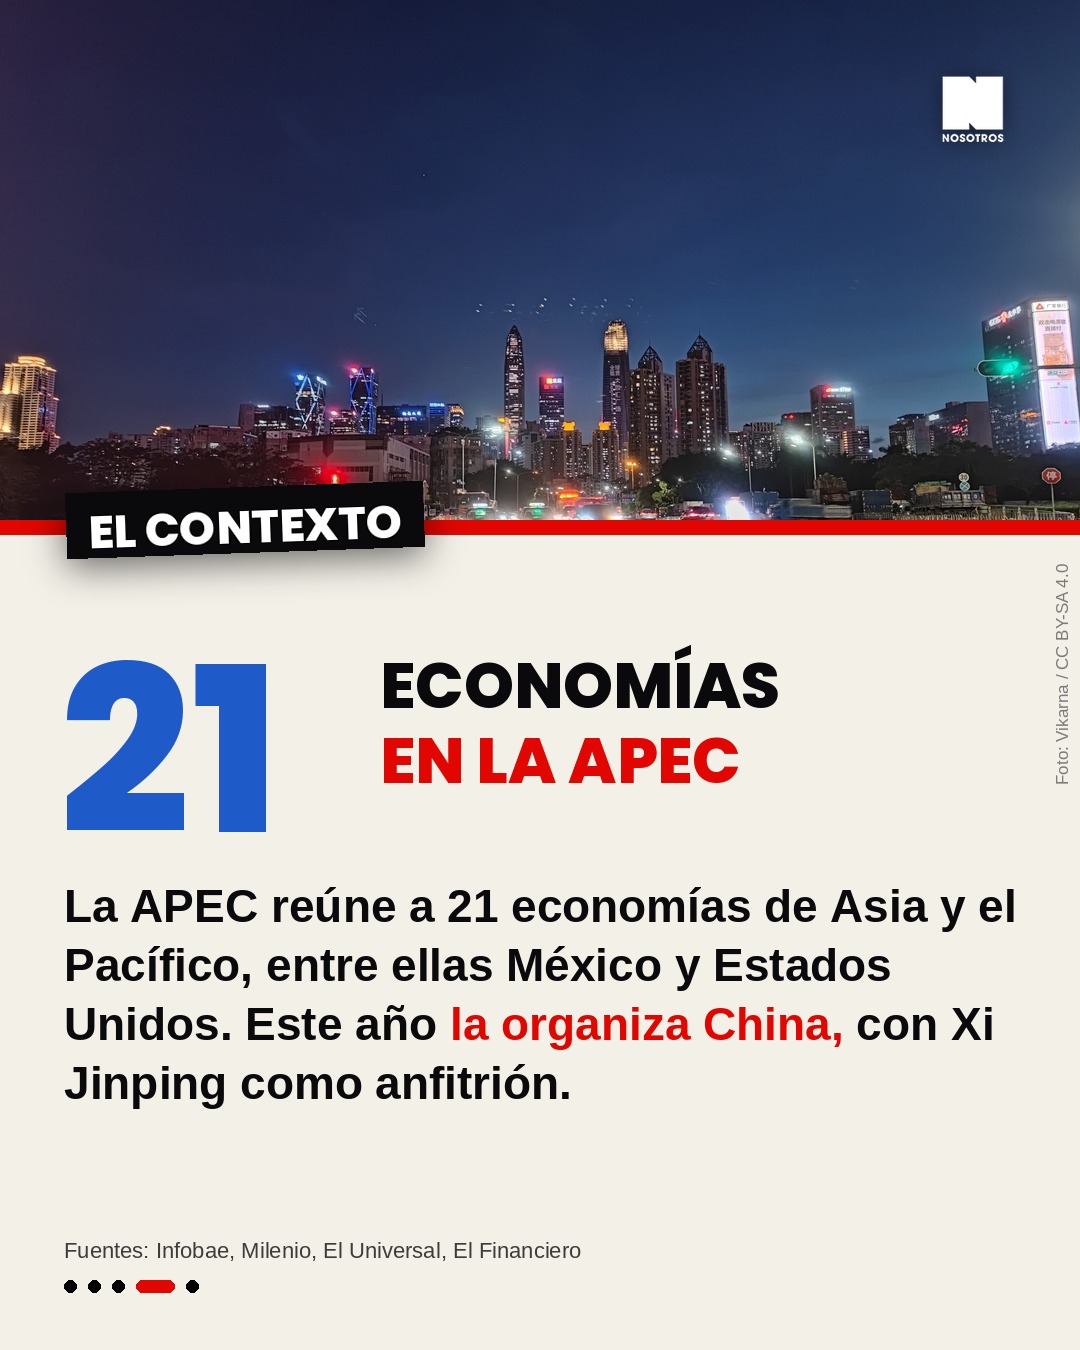 NOSOTROS
EL CONTEXTO
21
ECONOMÍAS
EN LA APEC
Foto: Vikarna / CC BY-SA 4.0
La APEC reúne a 21 economías de Asia y el
Pacífico, entre ellas México y Estados
Unidos. Este año la organiza China, con Xi
Jinping como anfitrión.
Fuentes: Infobae, Milenio, El Universal, El Financiero